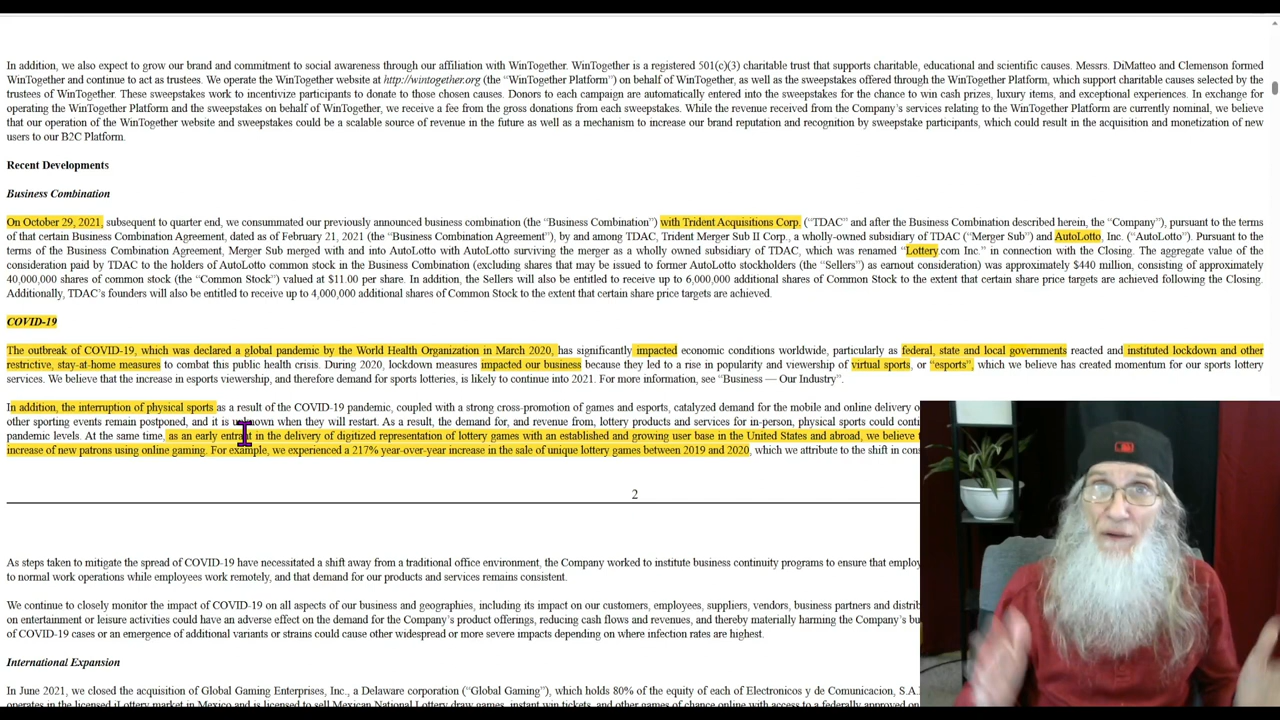 In addition, we also expect to grow our brand and commitment to social awareness through our affiliation with WinTogether. WinTogether is a registered 501(c)(3) charitable trust that supports charitable, educational and scientific causes. Messrs. DiMatteo and Clemenson formed
WinTogether and continue to act as trustees. We operate the WinTogether website at http://wintogether.org (the “WinTogether Platform”) on behalf of WinTogether, as well as the sweepstakes offered through the WinTogether Platform, which support charitable causes selected by the
trustees of WinTogether. These sweepstakes work to incentivize participants to donate to those chosen causes. Donors to each campaign are automatically entered into the sweepstakes for the chance to win cash prizes, luxury items, and exceptional experiences. In exchange for
operating the WinTogether Platform and the sweepstakes on behalf of WinTogether, we receive a fee from the gross donations from each sweepstakes. While the revenue received from the Company’s services relating to the WinTogether Platform are currently nominal, we believe
that our operation of the WinTogether website and sweepstakes could be a scalable source of revenue in the future as well as a mechanism to increase our brand reputation and recognition by sweepstake participants, which could result in the acquisition and monetization of new
users to our B2C Platform.
Recent Developments
Business Combination
On October 29, 2021, subsequent to quarter end, we consummated our previously announced business combination (the “Business Combination”) with Trident Acquisitions Corp. (“TDAC” and after the Business Combination described herein, the “Company”), pursuant to the terms
of that certain Business Combination Agreement, dated as of February 21, 2021 (the “Business Combination Agreement”), by and among TDAC, Trident Merger Sub II Corp., a wholly-owned subsidiary of TDAC (“Merger Sub”) and AutoLotto, Inc. (“AutoLotto”). Pursuant to the
terms of the Business Combination Agreement, Merger Sub merged with and into AutoLotto with AutoLotto surviving the merger as a wholly owned subsidiary of TDAC, which was renamed “Lottery.com Inc.” in connection with the Closing. The aggregate value of the
consideration paid by TDAC to the holders of AutoLotto common stock in the Business Combination (excluding shares that may be issued to former AutoLotto stockholders (the “Sellers”) as earnout consideration) was approximately $440 million, consisting of approximately
40,000,000 shares of common stock (the “Common Stock”) valued at $11.00 per share. In addition, the Sellers will also be entitled to receive up to 6,000,000 additional shares of Common Stock to the extent that certain share price targets are achieved following the Closing.
Additionally, TDAC’s founders will also be entitled to receive up to 4,000,000 additional shares of Common Stock to the extent that certain share price targets are achieved.
COVID-19
The outbreak of COVID-19, which was declared a global pandemic by the World Health Organization in March 2020, has significantly impacted economic conditions worldwide, particularly as federal, state and local governments reacted and instituted lockdown and other
restrictive, stay-at-home measures to combat this public health crisis. During 2020, lockdown measures impacted our business because they led to a rise in popularity and viewership of virtual sports, or “esports”, which we believe has created momentum for our sports lottery
services. We believe that the increase in esports viewership, and therefore demand for sports lotteries, is likely to continue into 2021. For more information, see “Business — Our Industry”.
In addition, the interruption of physical sports as a result of the COVID-19 pandemic, coupled with a strong cross-promotion of games and esports, catalyzed demand for the mobile and online delivery o
other sporting events remain postponed, and it is unknown when they will restart. As a result, the demand for, and revenue from, lottery products and services for in-person, physical sports could conti
pandemic levels. At the same time, as an early entrant in the delivery of digitized representation of lottery games with an established and growing user base in the United States and abroad, we believe t
increase of new patrons using online gaming. For example, we experienced a 217% year-over-year increase in the sale of unique lottery games between 2019 and 2020, which we attribute to the shift in cons
2
As steps taken to mitigate the spread of COVID-19 have necessitated a shift away from a traditional office environment, the Company worked to institute business continuity programs to ensure that employ
to normal work operations while employees work remotely, and that demand for our products and services remains consistent.
We continue to closely monitor the impact of COVID-19 on all aspects of our business and geographies, including its impact on our customers, employees, suppliers, vendors, business partners and distrib
on entertainment or leisure activities could have an adverse effect on the demand for the Company’s product offerings, reducing cash flows and revenues, and thereby materially harming the Company’s bu
of COVID-19 cases or an emergence of additional variants or strains could cause other widespread or more severe impacts depending on where infection rates are highest.
International Expansion
In June 2021, we closed the acquisition of Global Gaming Enterprises, Inc., a Delaware corporation (“Global Gaming”), which holds 80% of the equity of each of Electronicos y de Comunicacion, S.A.
operates in the licensed iLottery market in Mexico and is licensed to sell Mexican National Lottery draw games, instant win tickets, and other games of chance online with access to a federally approved on